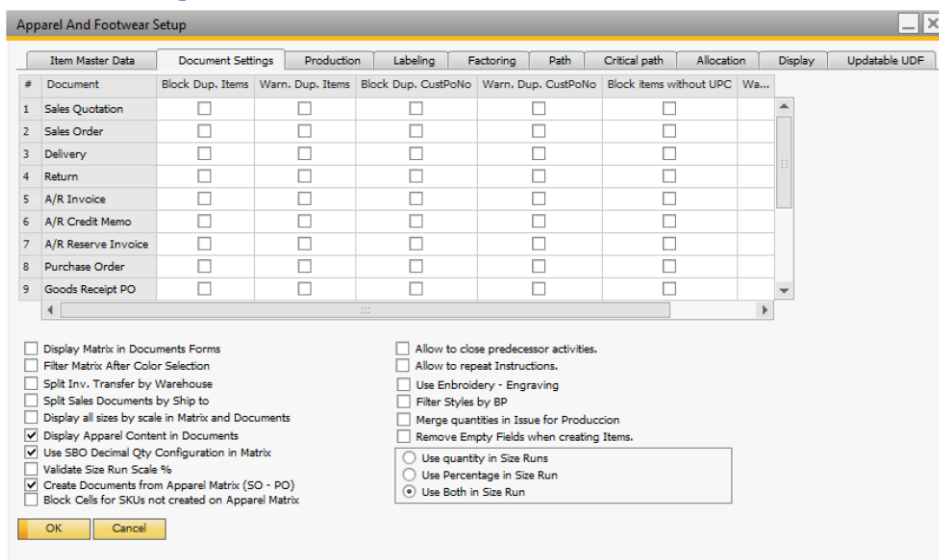 Apparel And Footwear Setup
Item Master Data Document Settings Production Labeling Factoring Path Critical path Allocation Display Updatable UDF
# Document Block Dup. Items Warn. Dup. Items Block Dup. CustPoNo Warn. Dup. CustPoNo Block items without UPC Wa...
1 Sales Quotation
2 Sales Order
3 Delivery
4 Return
5 A/R Invoice
6 A/R Credit Memo
7 A/R Reserve Invoice
8 Purchase Order
9 Goods Receipt PO
Display Matrix in Documents Forms
Filter Matrix After Color Selection
Split Inv. Transfer by Warehouse
Split Sales Documents by Ship to
Display all sizes by scale in Matrix and Documents
Display Apparel Content in Documents
Use SBO Decimal Qty Configuration in Matrix
Validate Size Run Scale %
Create Documents from Apparel Matrix (SO - PO)
Block Cells for SKUs not created on Apparel Matrix
Allow to close predecessor activities.
Allow to repeat Instructions.
Use Enbroidery - Engraving
Filter Styles by BP
Merge quantities in Issue for Produccion
Remove Empty Fields when creating Items.
Use quantity in Size Runs
Use Percentage in Size Run
Use Both in Size Run
OK Cancel